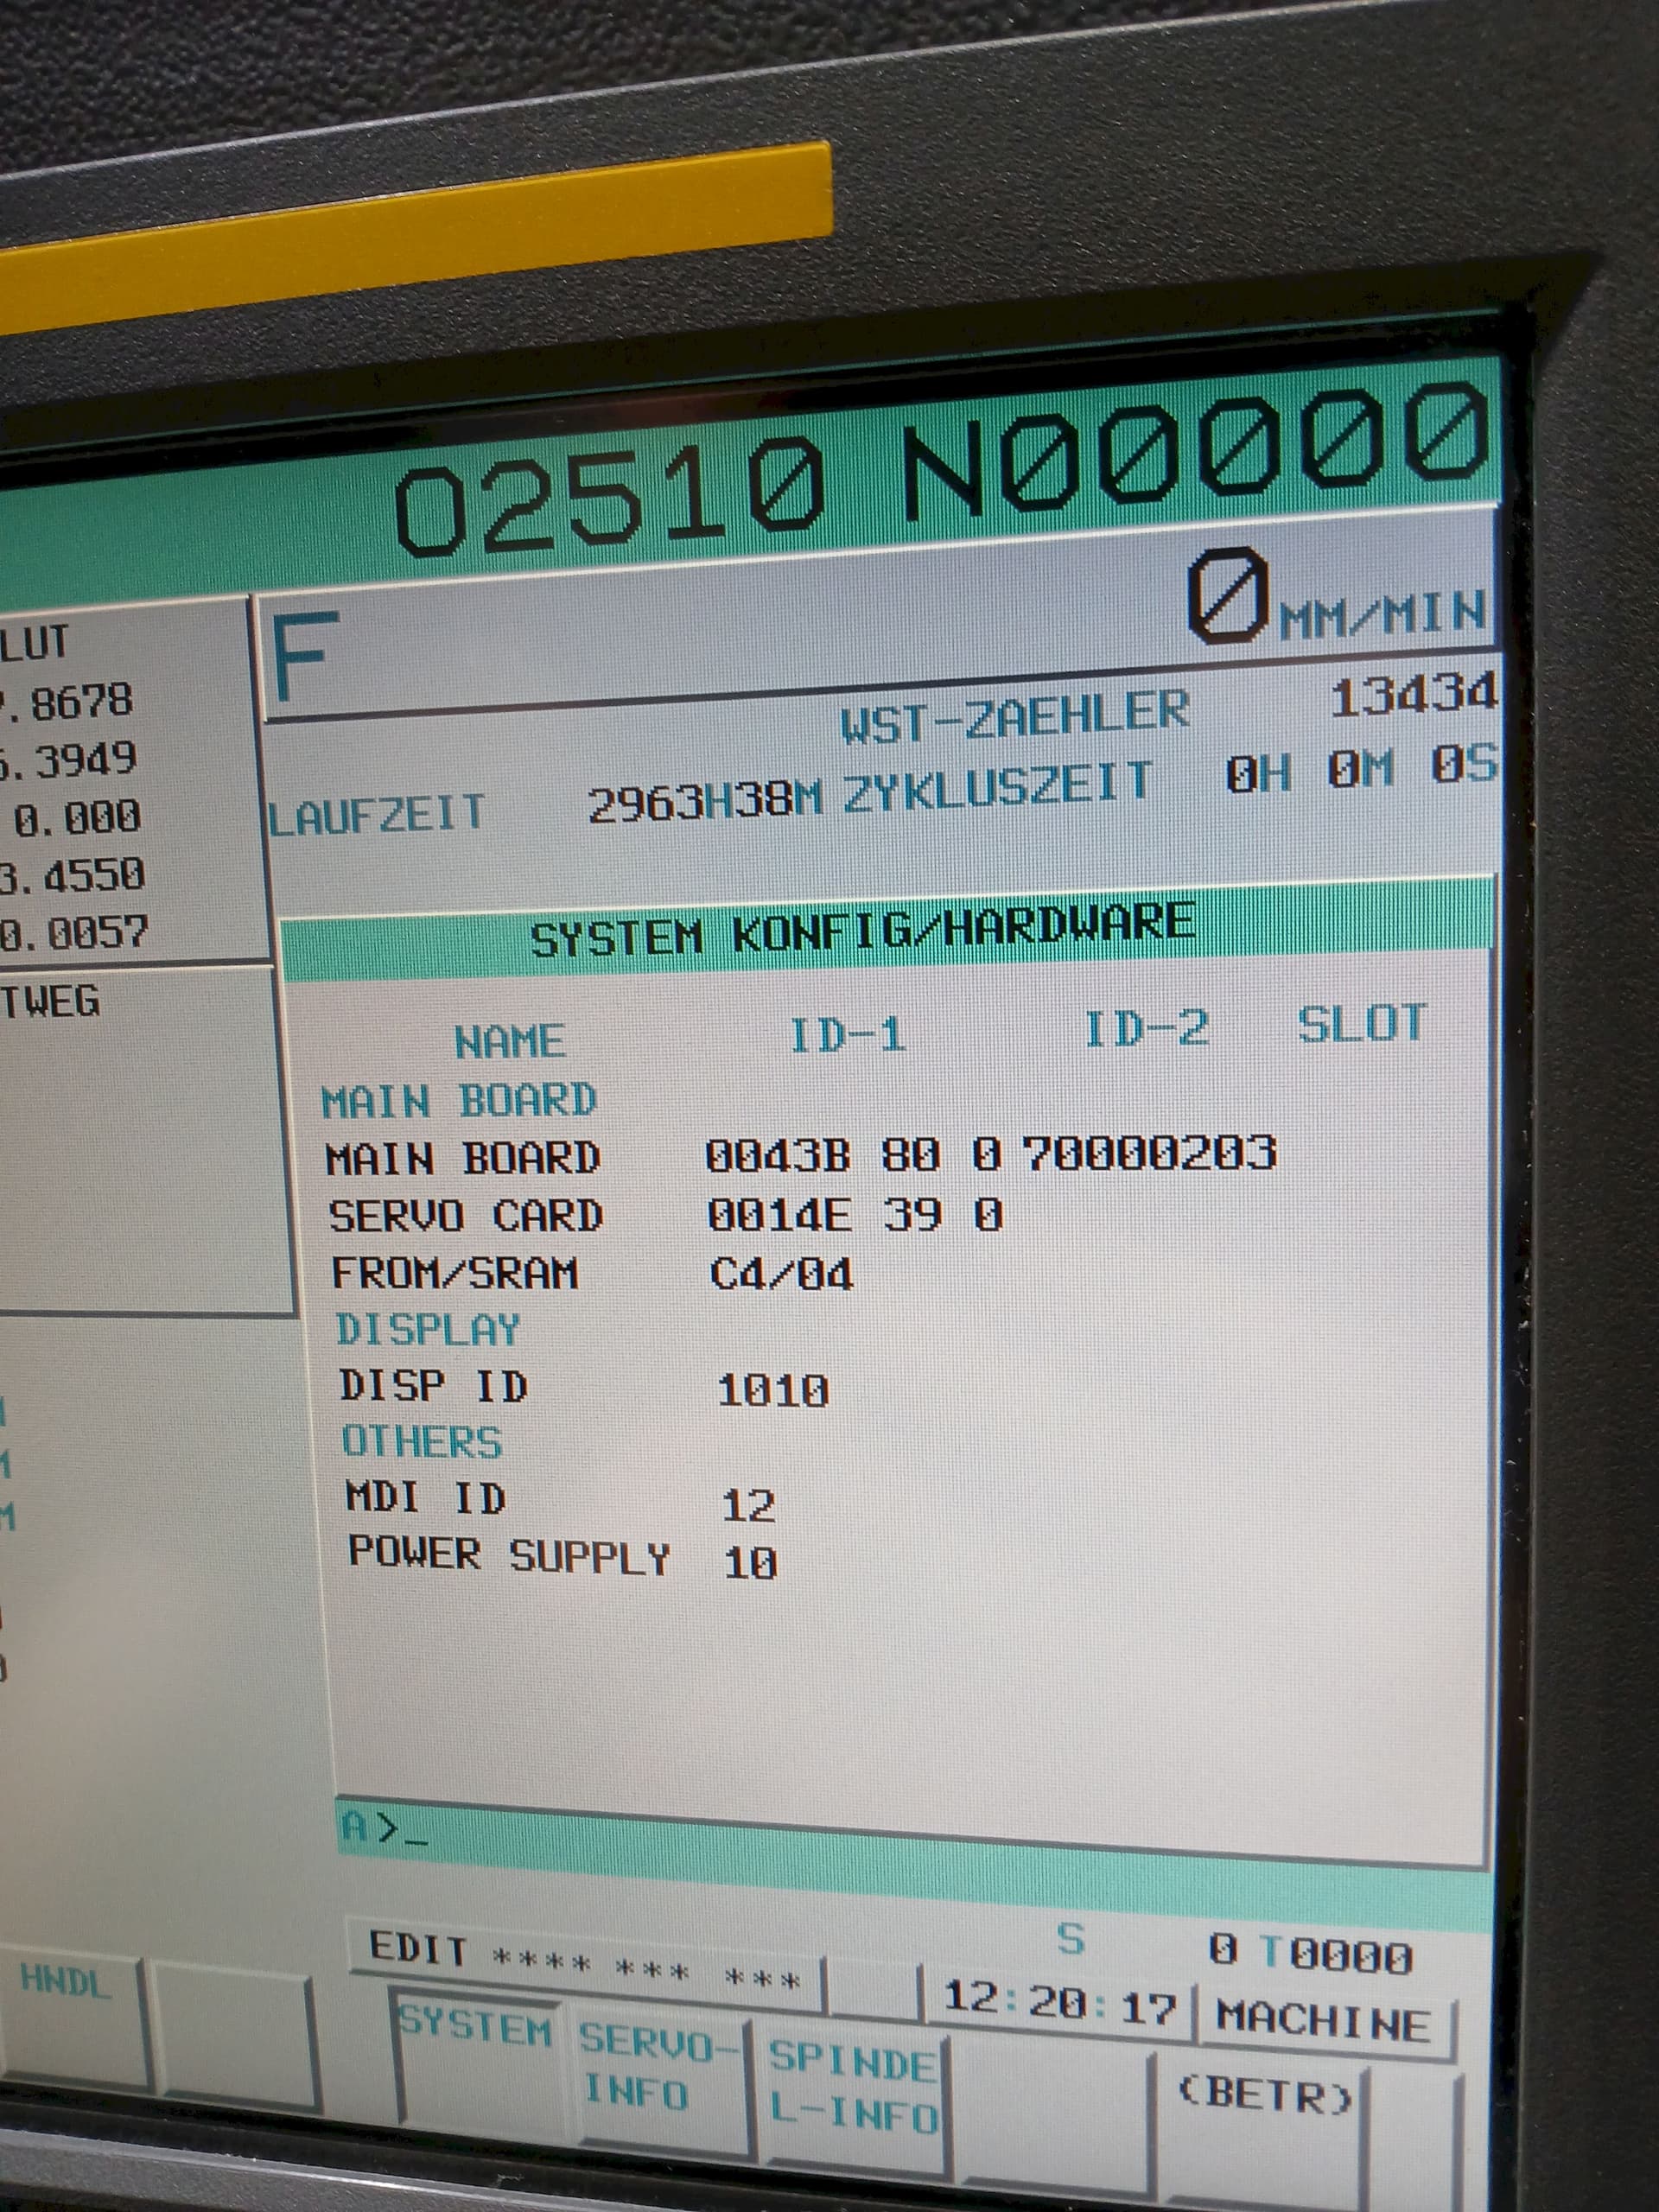 O2510 N00000
F 0 MM/MIN
LUT
.8678
.3949
0.000
3.4550
0.0057
TWEG
WST-ZAEHLER 13434
LAUFZEIT 2963H38M ZYKLUSZEIT 0H 0M 0S
SYSTEM KONFIG/HARDWARE
NAME ID-1 ID-2 SLOT
MAIN BOARD
MAIN BOARD 0043B 80 0 70000203
SERVO CARD 0014E 39 0
FROM/SRAM C4/04
DISPLAY
DISP ID 1010
OTHERS
MDI ID 12
POWER SUPPLY 10
A>_
S 0 T0000
EDIT **** *** ***
12:20:17 MACHINE
HNDL
SYSTEM
SERVO-
INFO
SPINDE
L-INFO
(BETR)